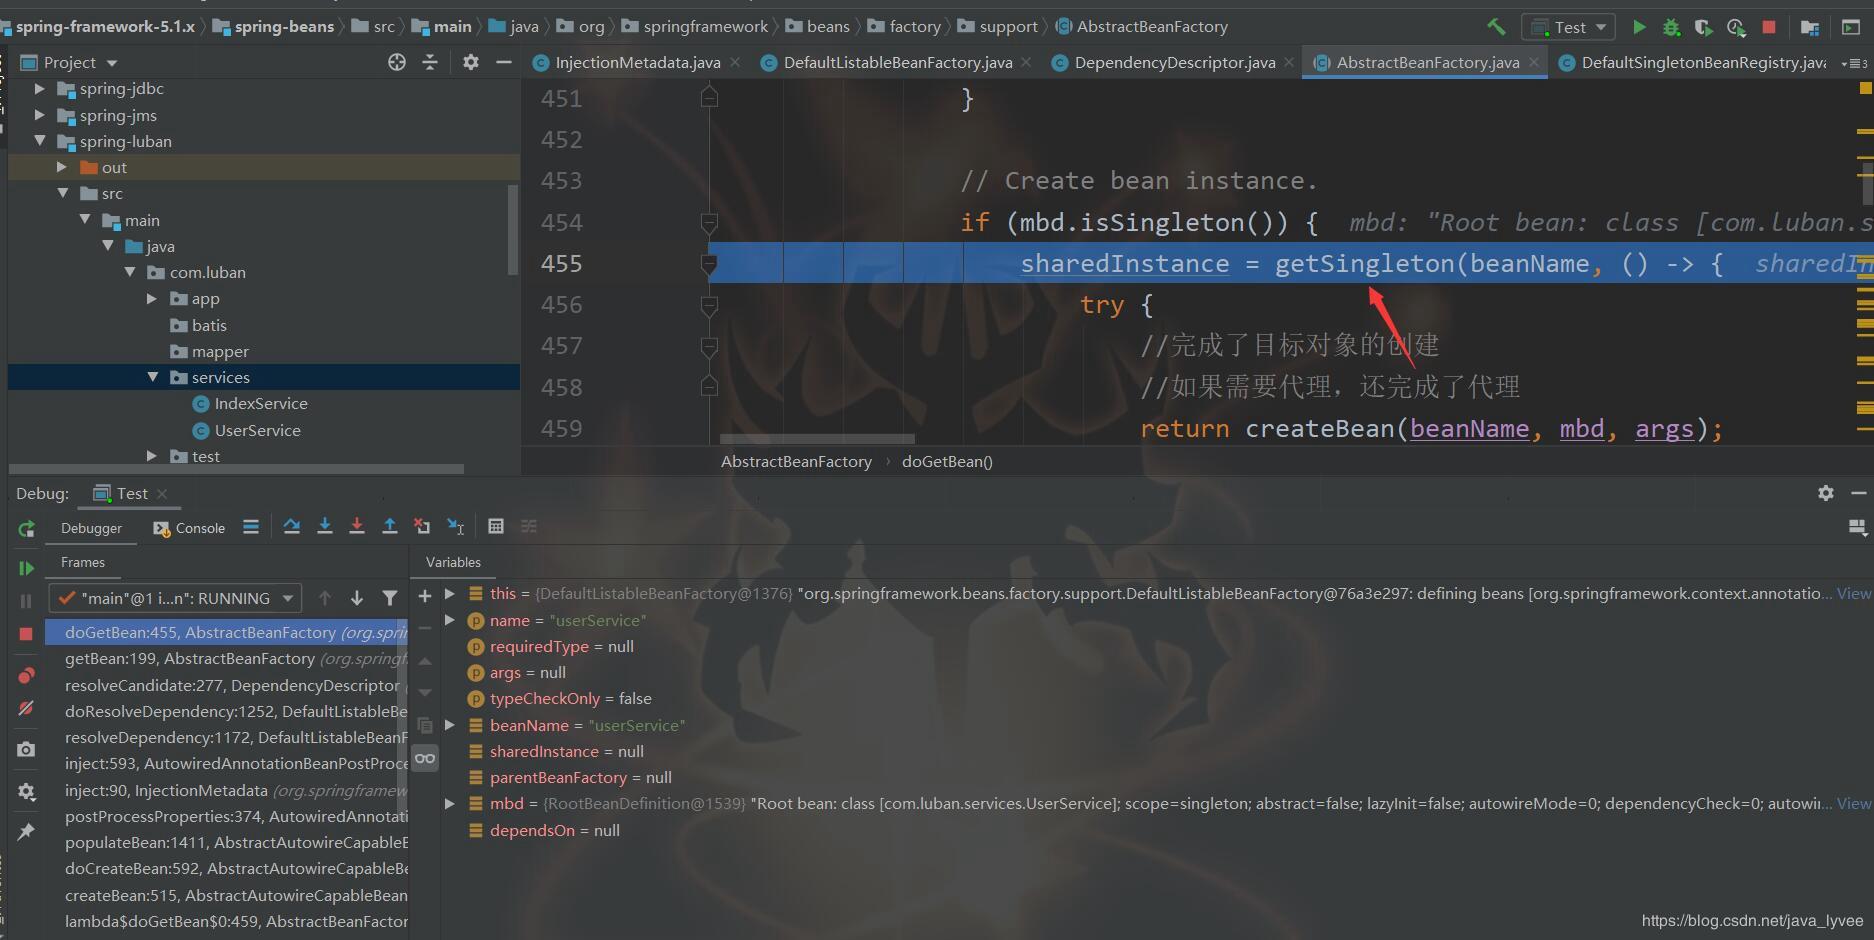 spring-framework-5.1.x spring-beans src main java org springframework beans factory support AbstractBeanFactory Test
Project
InjectionMetadata.java DefaultListableBeanFactory.java DependencyDescriptor.java AbstractBeanFactory.java DefaultSingletonBeanRegistry.java
spring-jdbc
spring-jms
spring-luban
out
src
main
java
com.luban
app
batis
mapper
services
IndexService
UserService
test
451 }
452
453 // Create bean instance.
454 if (mbd.isSingleton()) { mbd: "Root bean: class [com.luban.s
455 sharedInstance = getSingleton(beanName, () -> { sharedIn
456 try {
457 //完成了目标对象的创建
458 //如果需要代理，还完成了代理
459 return createBean(beanName, mbd, args);
AbstractBeanFactory › doGetBean()
Debug: Test
Debugger Console
Frames
"main"@1 i...n": RUNNING
doGetBean:455, AbstractBeanFactory (org.spri
getBean:199, AbstractBeanFactory (org.springf
resolveCandidate:277, DependencyDescriptor (
doResolveDependency:1252, DefaultListableBe
resolveDependency:1172, DefaultListableBeanF
inject:593, AutowiredAnnotationBeanPostProce
inject:90, InjectionMetadata (org.springframew
postProcessProperties:374, AutowiredAnnotati
populateBean:1411, AbstractAutowireCapableB
doCreateBean:592, AbstractAutowireCapableBe
createBean:515, AbstractAutowireCapableBean
lambda$doGetBean$0:459, AbstractBeanFactor
Variables
this = {DefaultListableBeanFactory@1376} "org.springframework.beans.factory.support.DefaultListableBeanFactory@76a3e297: defining beans [org.springframework.context.annotatio... View
name = "userService"
requiredType = null
args = null
typeCheckOnly = false
beanName = "userService"
sharedInstance = null
parentBeanFactory = null
mbd = {RootBeanDefinition@1539} "Root bean: class [com.luban.services.UserService]; scope=singleton; abstract=false; lazyInit=false; autowireMode=0; dependencyCheck=0; autowi... View
dependsOn = null
https://blog.csdn.net/java_lyvee